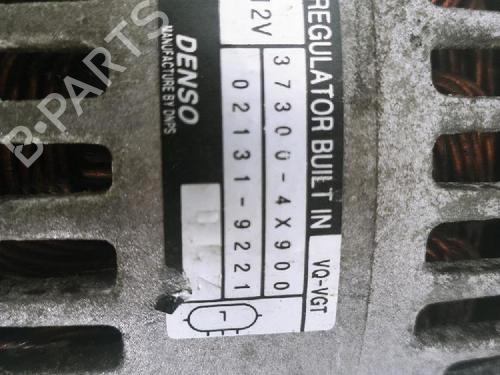 REGULATOR BUILT IN VQ-VGT
12V 37300-4X900
02131-9221
DENSO
MANUFACTURE BY DNPS
B-PARTS